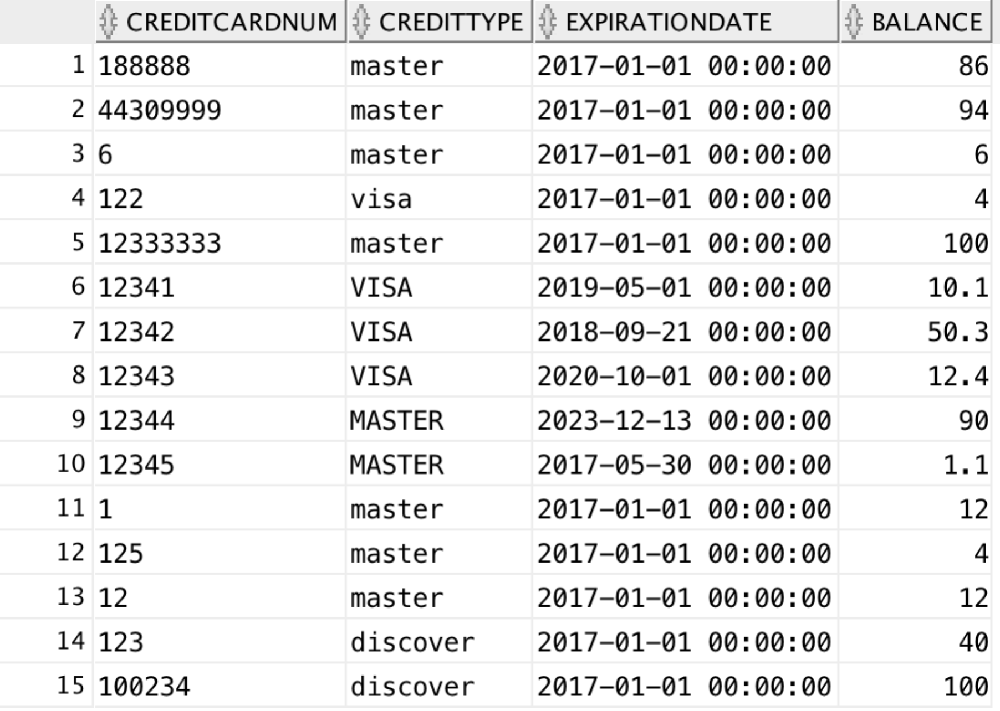 CREDITCARDNUM CREDITTYPE EXPIRATIONDATE BALANCE
1 188888 master 2017-01-01 00:00:00 86
2 44309999 master 2017-01-01 00:00:00 94
3 6 master 2017-01-01 00:00:00 6
4 122 visa 2017-01-01 00:00:00 4
5 12333333 master 2017-01-01 00:00:00 100
6 12341 VISA 2019-05-01 00:00:00 10.1
7 12342 VISA 2018-09-21 00:00:00 50.3
8 12343 VISA 2020-10-01 00:00:00 12.4
9 12344 MASTER 2023-12-13 00:00:00 90
10 12345 MASTER 2017-05-30 00:00:00 1.1
11 1 master 2017-01-01 00:00:00 12
12 125 master 2017-01-01 00:00:00 4
13 12 master 2017-01-01 00:00:00 12
14 123 discover 2017-01-01 00:00:00 40
15 100234 discover 2017-01-01 00:00:00 100